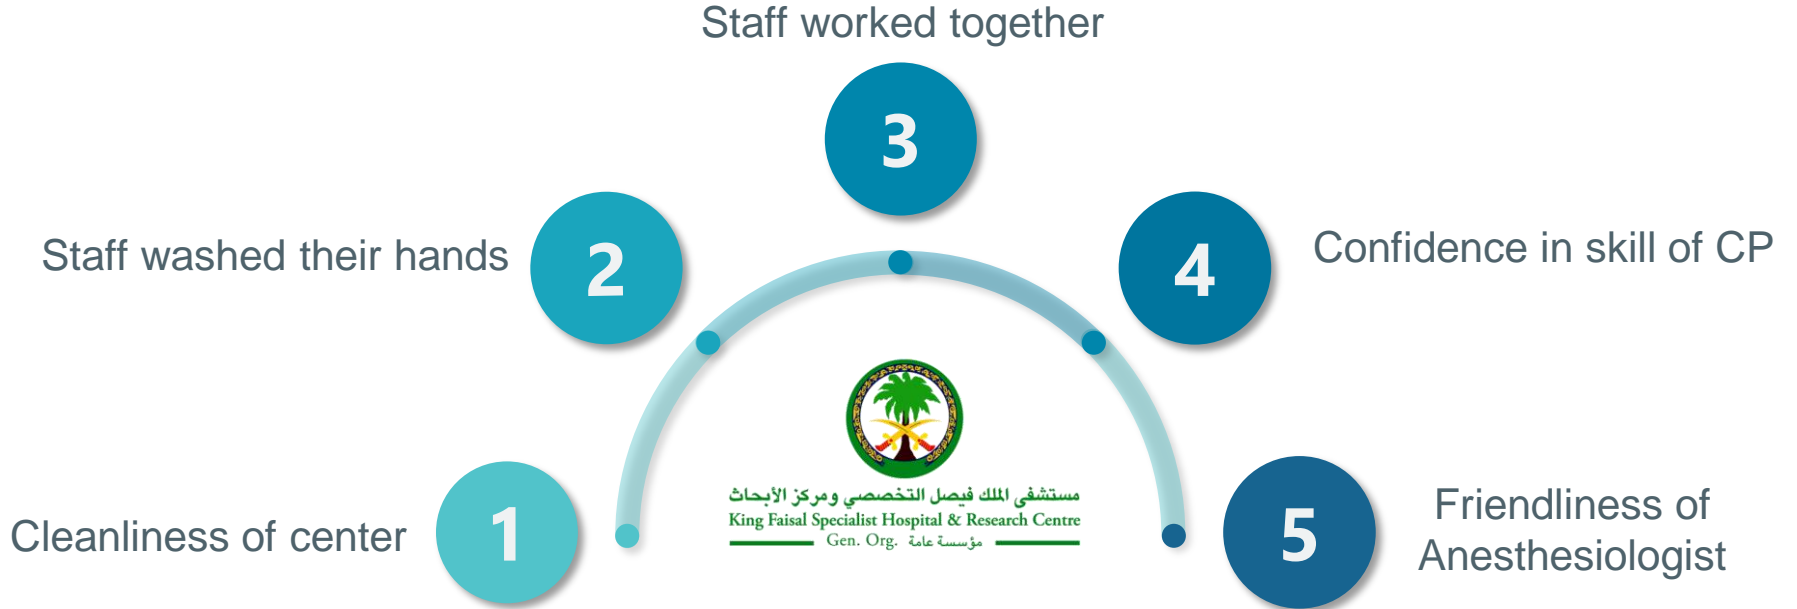 Staff worked together
3
Staff washed their hands
2
4
Confidence in skill of CP
مستشفى الملك فيصل التخصصي ومركز الأبحاث
King Faisal Specialist Hospital & Research Centre
Gen. Org. مؤسسة عامة
Cleanliness of center
1
5
Friendliness of
Anesthesiologist